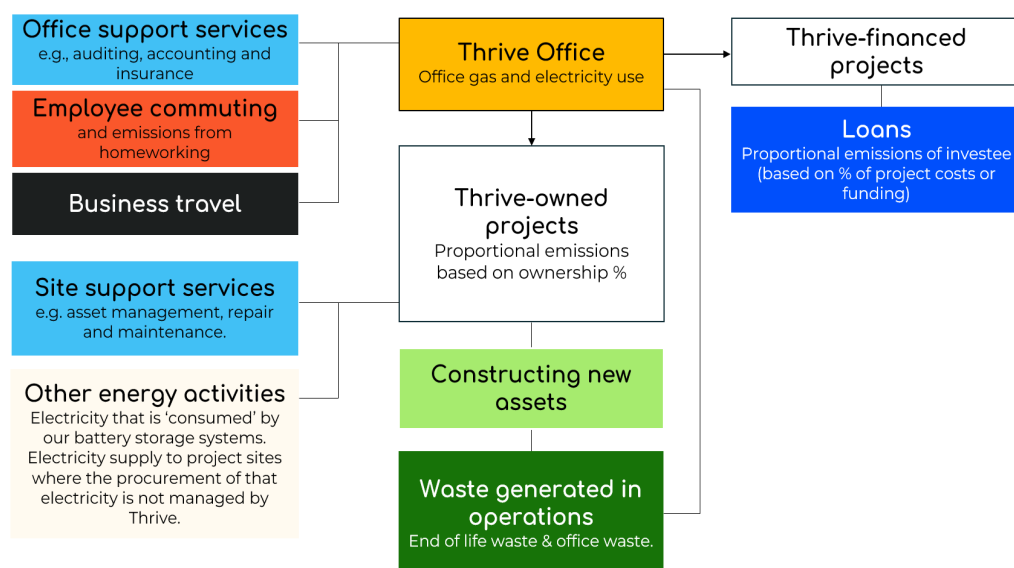 Office support services
e.g., auditing, accounting and
insurance
Employee commuting
and emissions from
homeworking
Business travel
Site support services
e.g. asset management, repair
and maintenance.
Other energy activities
Electricity that is ‘consumed’ by
our battery storage systems.
Electricity supply to project sites
where the procurement of that
electricity is not managed by
Thrive.
Thrive Office
Office gas and electricity use
Thrive-owned
projects
Proportional emissions
based on ownership %
Constructing new
assets
Waste generated in
operations
End of life waste & office waste.
Thrive-financed
projects
Loans
Proportional emissions of investee
(based on % of project costs or
funding)